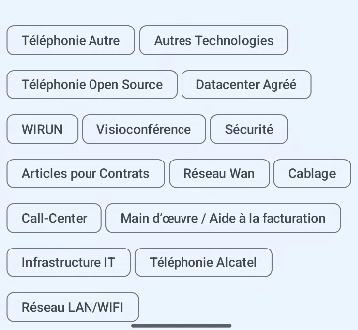 Téléphonie Autre Autres Technologies
Téléphonie Open Source Datacenter Agréé
WIRUN Visioconférence Sécurité
Articles pour Contrats Réseau Wan Cablage
Call-Center Main d'œuvre / Aide à la facturation
Infrastructure IT Téléphonie Alcatel
Réseau LAN/WIFI